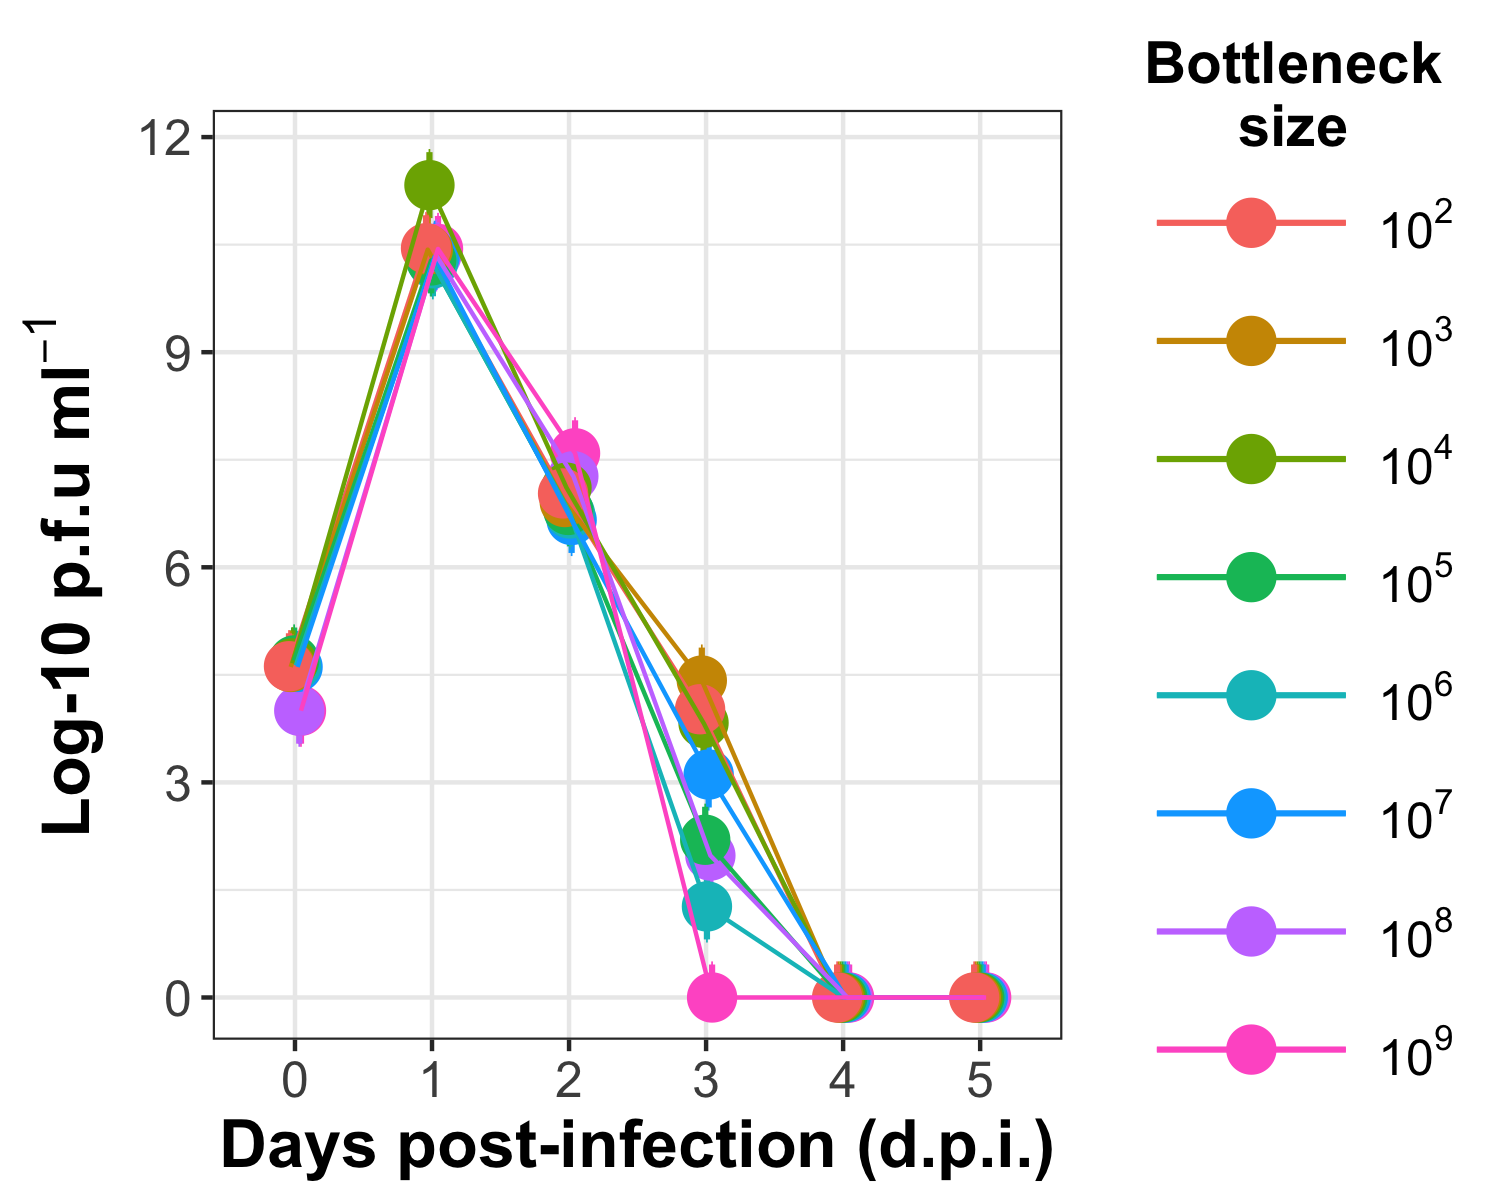 Bottleneck
size
12
9
6
3
0
Log-10 p.f.u ml⁻¹
0 1 2 3 4 5
Days post-infection (d.p.i.)
10²
10³
10⁴
10⁵
10⁶
10⁷
10⁸
10⁹